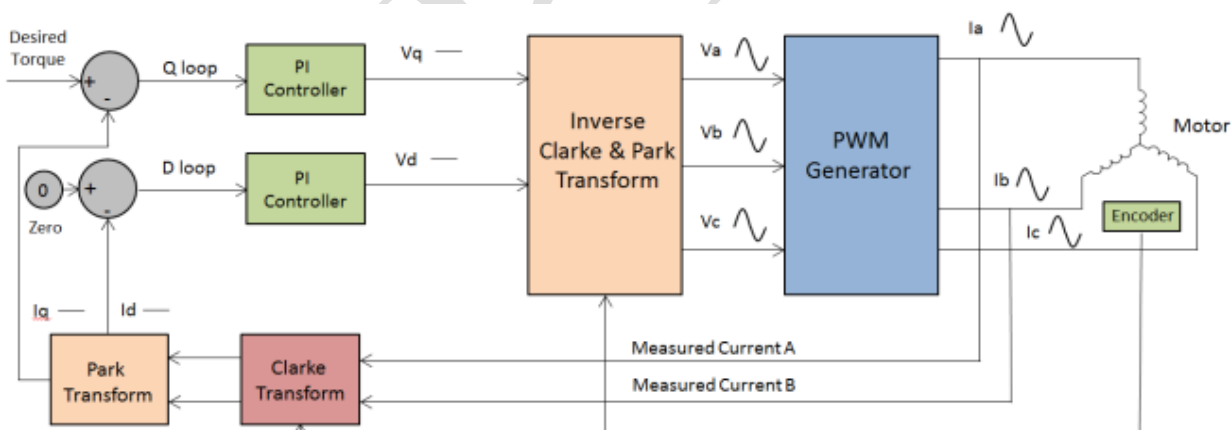 Desired
Torque
+
-
Q loop
PI
Controller
Vq
Inverse
Clarke & Park
Transform
Va
Vb
Vc
PWM
Generator
Ia
Ib
Ic
Motor
Encoder
0
Zero
+
-
D loop
PI
Controller
Vd
Iq
Id
Park
Transform
Clarke
Transform
Measured Current A
Measured Current B